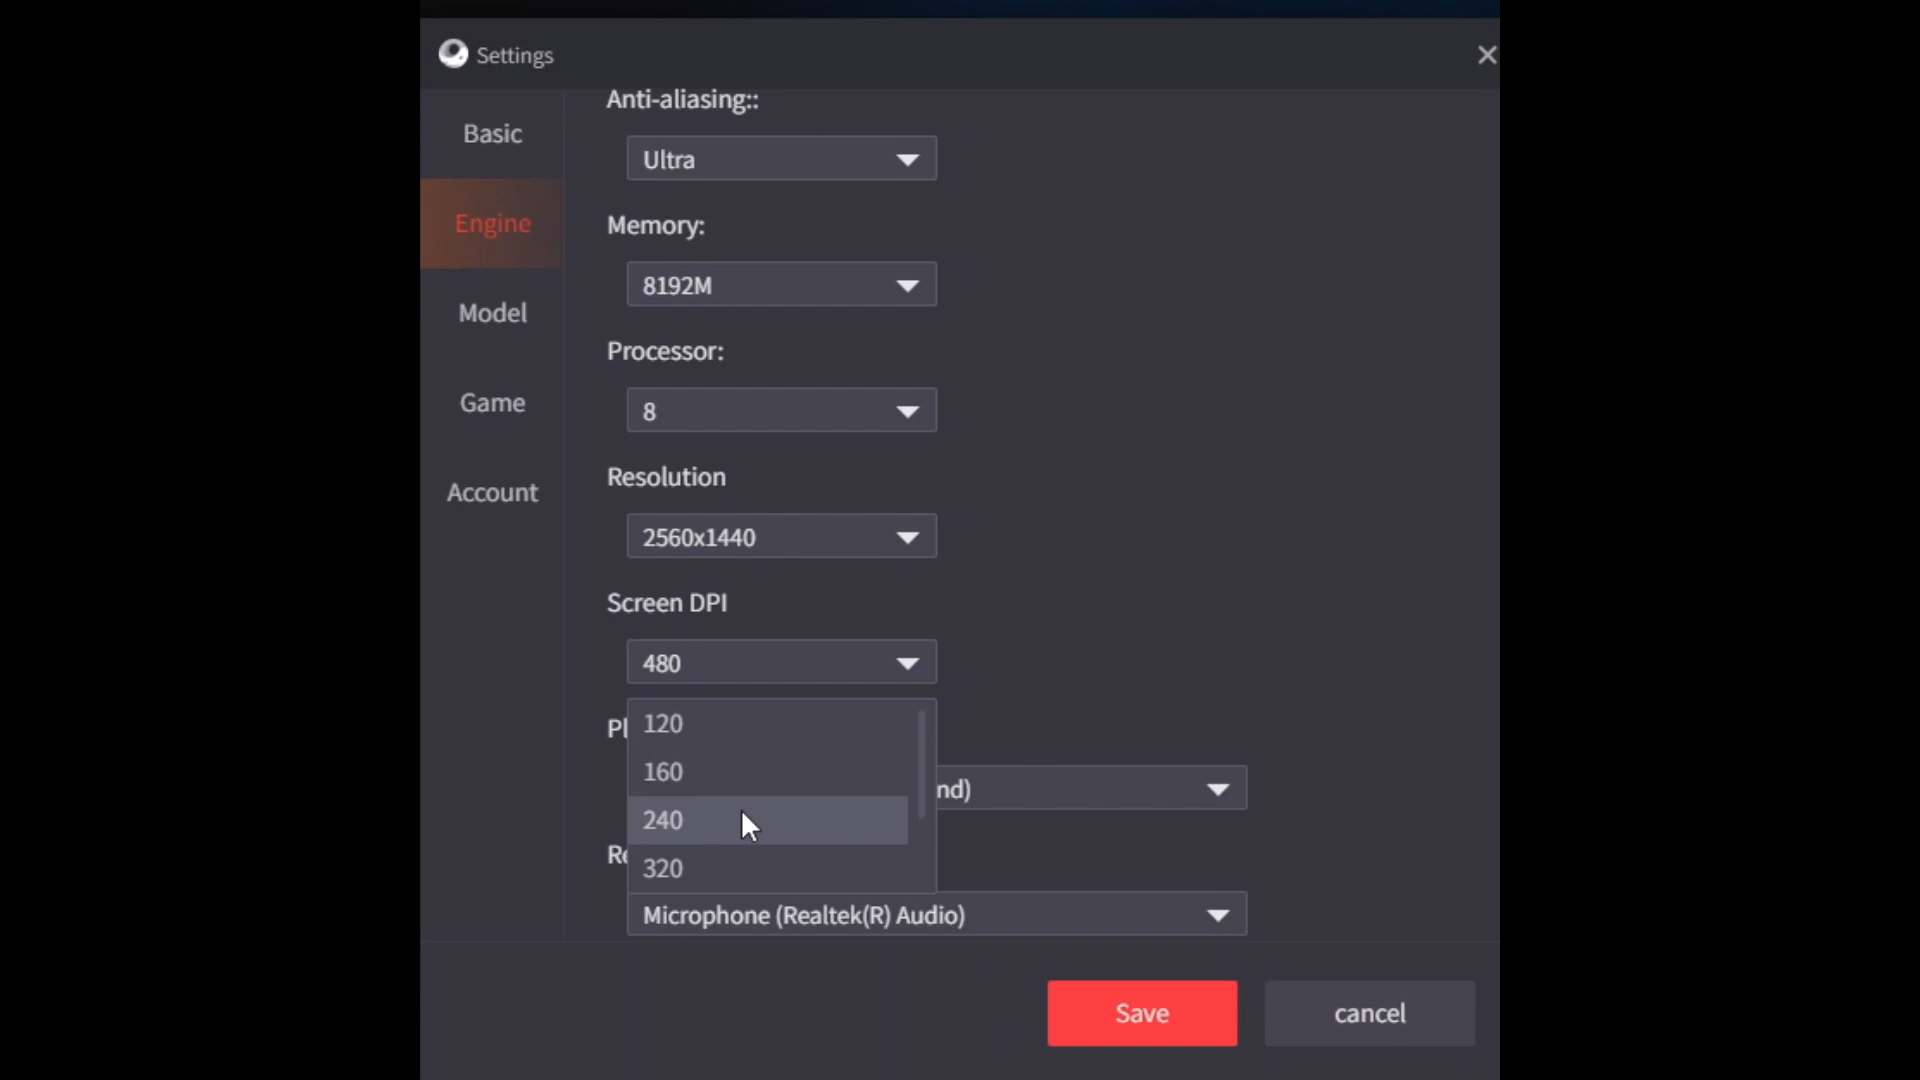 Settings
Basic
Engine
Model
Game
Account
Anti-aliasing::
Ultra
Memory:
8192M
Processor:
8
Resolution
2560x1440
Screen DPI
480
120
160
240
320
nd)
Microphone (Realtek(R) Audio)
Save
cancel